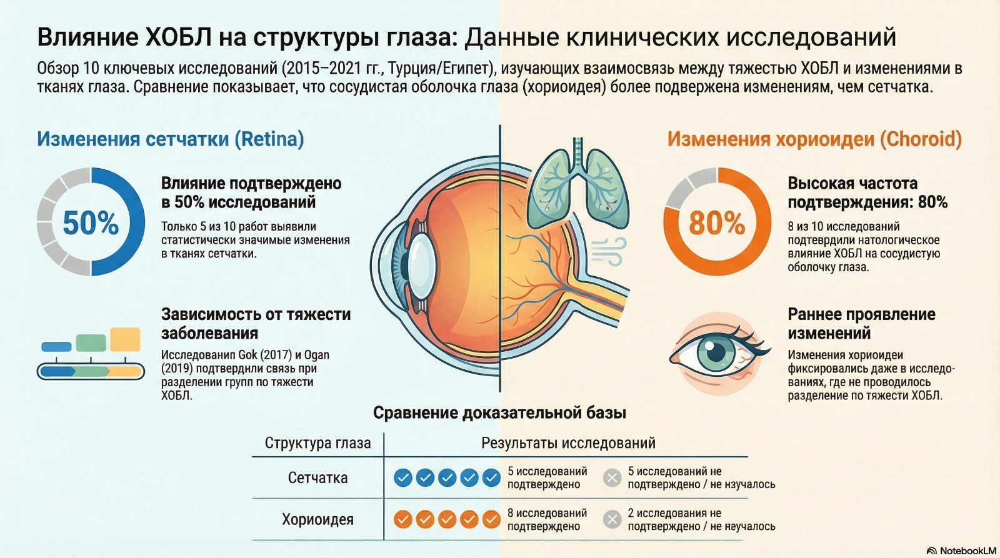 Влияние ХОБЛ на структуры глаза: Данные клинических исследований
Обзор 10 ключевых исследований (2015–2021 гг., Турция/Египет), изучающих взаимосвязь между тяжестью ХОБЛ и изменениями в
тканях глаза. Сравнение показывает, что сосудистая оболочка глаза (хориоидея) более подвержена изменениям, чем сетчатка.
Изменения сетчатки (Retina)
50%
Влияние подтверждено
в 50% исследований
Только 5 из 10 работ выявили
статистически значимые изменения
в тканях сетчатки.
Зависимость от тяжести
заболевания
Исследованип Gok (2017) и Ogan
(2019) подтверднли связь при
разделении групп по тяжести
ХОБЛ.
Изменения хориоидеи (Choroid)
80%
Высокая частота
подтверждения: 80%
8 из 10 исследований
подтеврдили натологическое
влияние ХОБЛ на сосудистую
оболочку глаза.
Раннее проявление
изменений
Изменения хориоидеи
фиксировались даже в исследо-
ваниях, где не проводилось
разделение по тяжести ХОБЛ.
Сравнение доказательной базы
Структура глаза
Результаты исследований
Сетчатка
5 исследований
подтверждено
5 исследований не
подтверждено / не нзучалось
Хориоидея
8 исследований
подтверждено
2 исследования не
подтверждено / не нзучалось
NotebookLM